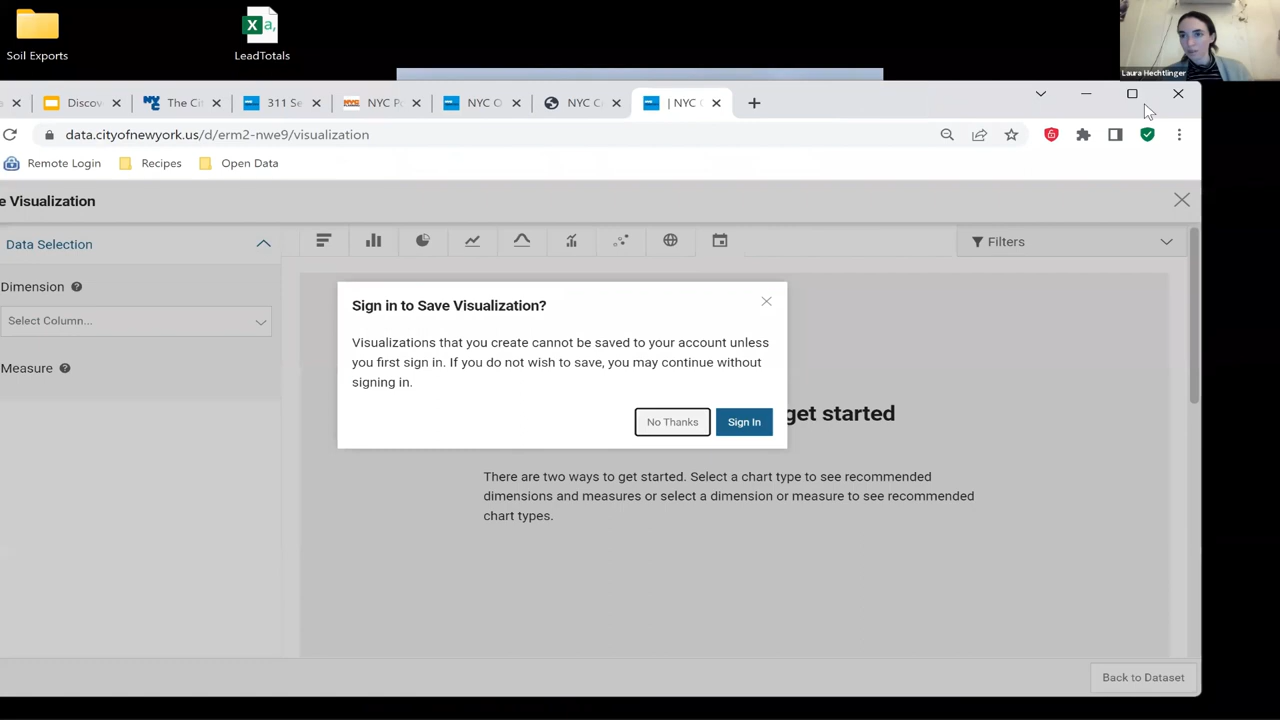 Soil Exports
LeadTotals
Laura Hechtlinger
Discov
The Cit
311 Se
NYC Po
NYC O
NYC C
| NYC
data.cityofnewyork.us/d/erm2-nwe9/visualization
Remote Login
Recipes
Open Data
e Visualization
Data Selection
Filters
Dimension
Select Column...
Measure
Sign in to Save Visualization?
Visualizations that you create cannot be saved to your account unless
you first sign in. If you do not wish to save, you may continue without
signing in.
No Thanks
Sign In
get started
There are two ways to get started. Select a chart type to see recommended
dimensions and measures or select a dimension or measure to see recommended
chart types.
Back to Dataset